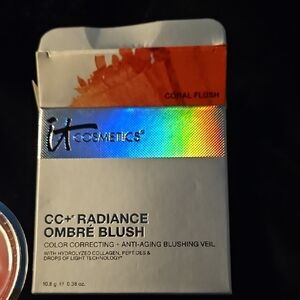 CORAL FLUSH
it COSMETICS®
CC+® RADIANCE
OMBRÉ BLUSH
COLOR CORRECTING + ANTI-AGING BLUSHING VEIL
WITH HYDROLYZED COLLAGEN, PEPTIDES &
DROPS OF LIGHT TECHNOLOGY®
10.8 g ℮ 0.38 oz.